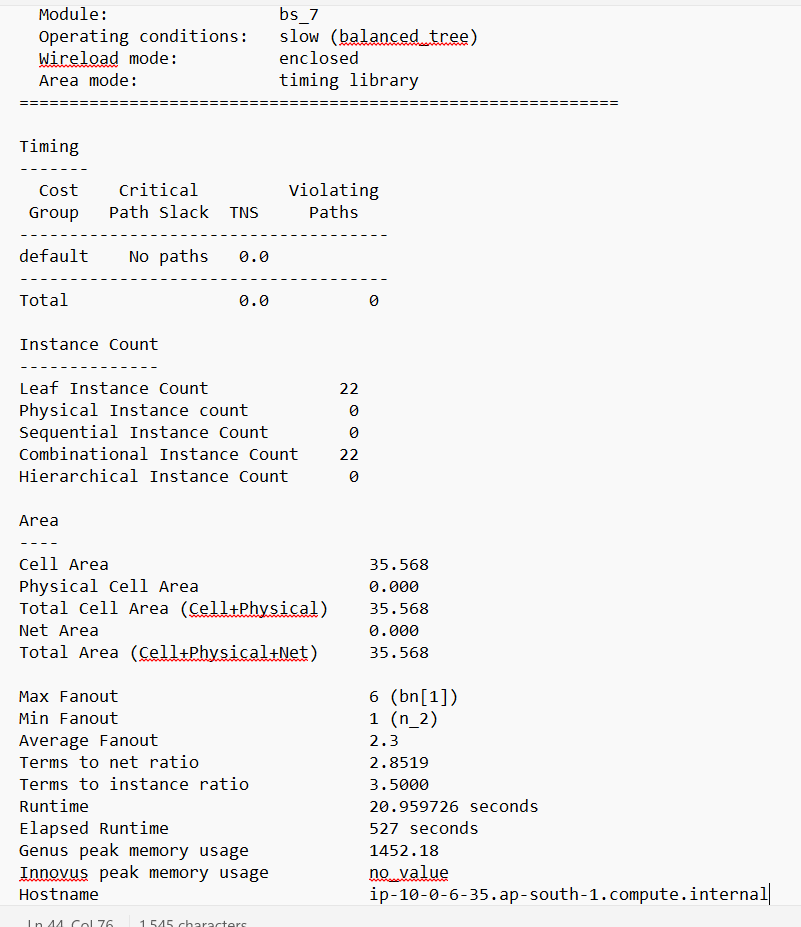 Module:                 bs_7
Operating conditions:   slow (balanced_tree)
Wireload mode:          enclosed
Area mode:              timing library
============================================================
Timing
-------
Cost    Critical         Violating
Group   Path Slack  TNS     Paths
-------------------------------------
default    No paths   0.0
-------------------------------------
Total                 0.0          0
Instance Count
--------------
Leaf Instance Count             22
Physical Instance count          0
Sequential Instance Count        0
Combinational Instance Count    22
Hierarchical Instance Count      0
Area
----
Cell Area                          35.568
Physical Cell Area                 0.000
Total Cell Area (Cell+Physical)    35.568
Net Area                           0.000
Total Area (Cell+Physical+Net)     35.568
Max Fanout                         6 (bn[1])
Min Fanout                         1 (n_2)
Average Fanout                     2.3
Terms to net ratio                 2.8519
Terms to instance ratio            3.5000
Runtime                            20.959726 seconds
Elapsed Runtime                    527 seconds
Genus peak memory usage            1452.18
Innovus peak memory usage          no_value
Hostname                           ip-10-0-6-35.ap-south-1.compute.internal
Ln 44, Col 76    1,545 characters